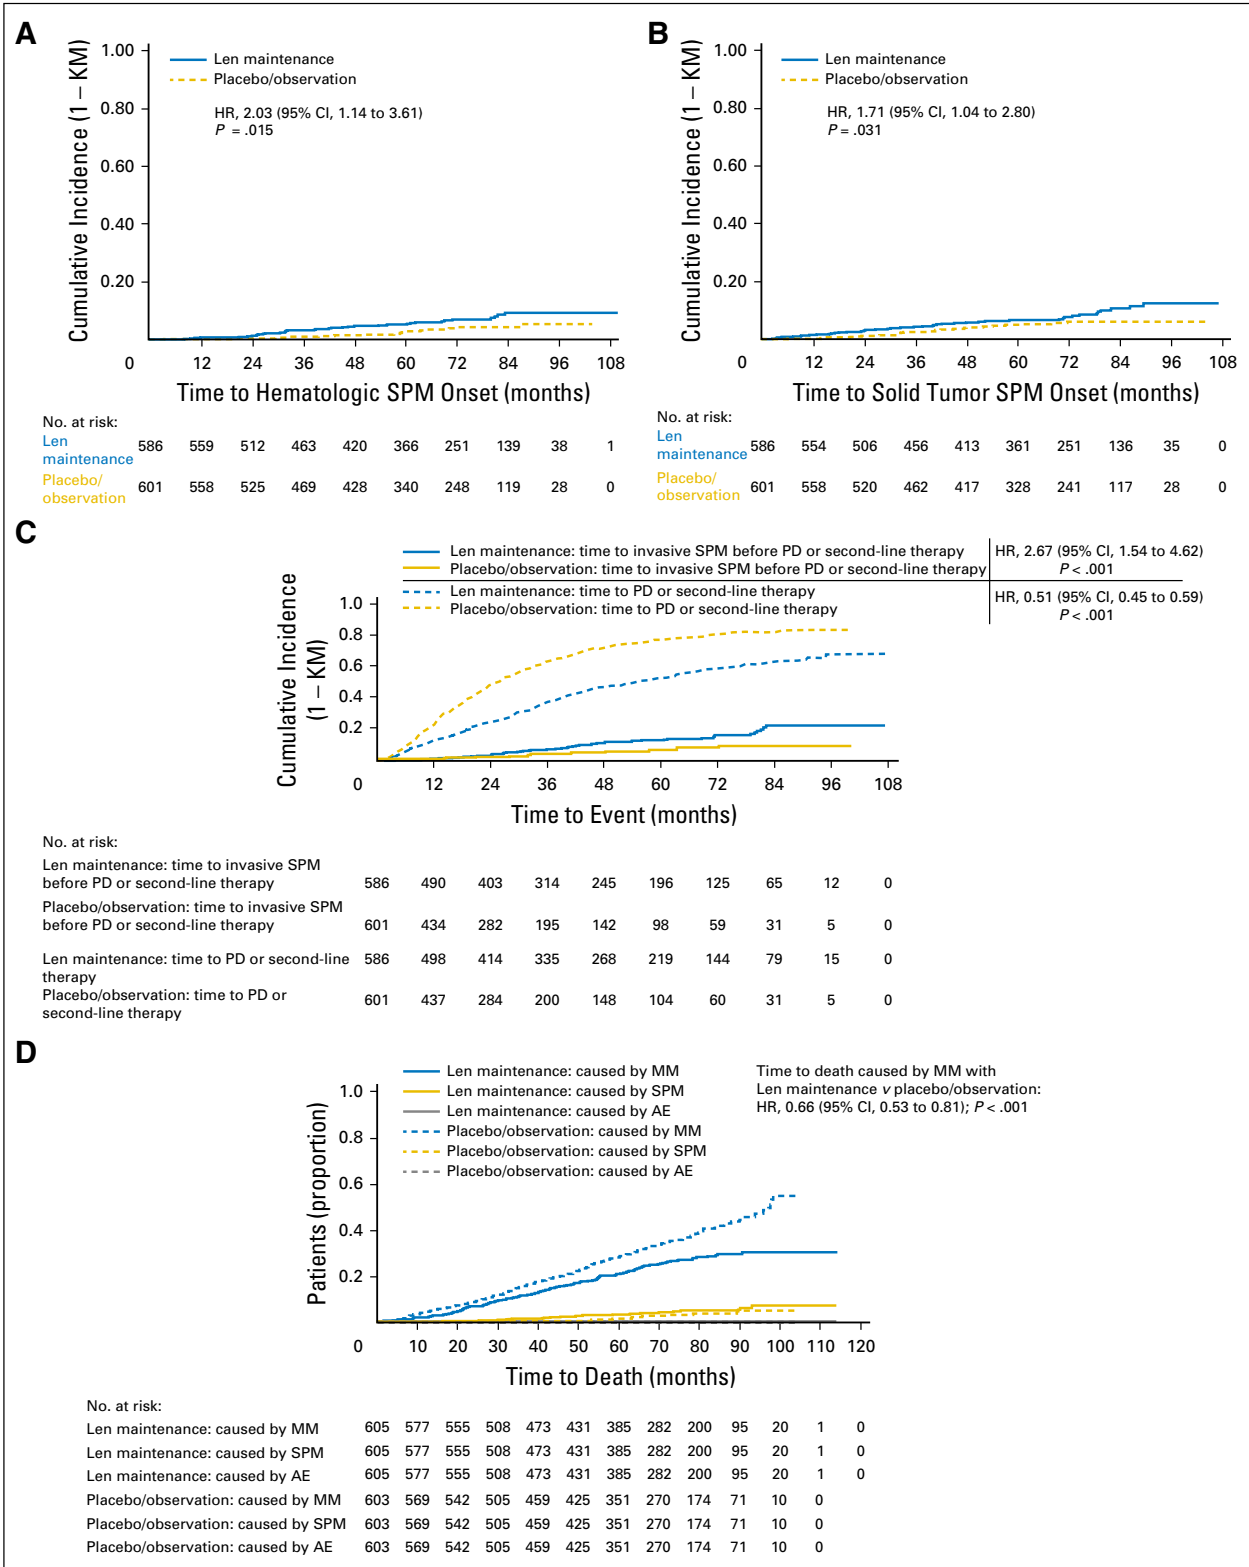 A
Cumulative Incidence (1 – KM)
1.00
0.80
0.60
0.40
0.20
Len maintenance
Placebo/observation
HR, 2.03 (95% CI, 1.14 to 3.61)
P = .015
0 12 24 36 48 60 72 84 96 108
Time to Hematologic SPM Onset (months)
No. at risk:
Len
maintenance 586 559 512 463 420 366 251 139 38 1
Placebo/
observation 601 558 525 469 428 340 248 119 28 0
B
Cumulative Incidence (1 – KM)
1.00
0.80
0.60
0.40
0.20
Len maintenance
Placebo/observation
HR, 1.71 (95% CI, 1.04 to 2.80)
P = .031
0 12 24 36 48 60 72 84 96 108
Time to Solid Tumor SPM Onset (months)
No. at risk:
Len
maintenance 586 554 506 456 413 361 251 136 35 0
Placebo/
observation 601 558 520 462 417 328 241 117 28 0
C
Len maintenance: time to invasive SPM before PD or second-line therapy
Placebo/observation: time to invasive SPM before PD or second-line therapy
HR, 2.67 (95% CI, 1.54 to 4.62)
P < .001
Len maintenance: time to PD or second-line therapy
Placebo/observation: time to PD or second-line therapy
HR, 0.51 (95% CI, 0.45 to 0.59)
P < .001
Cumulative Incidence
(1 – KM)
1.0
0.8
0.6
0.4
0.2
0 12 24 36 48 60 72 84 96 108
Time to Event (months)
No. at risk:
Len maintenance: time to invasive SPM
before PD or second-line therapy 586 490 403 314 245 196 125 65 12 0
Placebo/observation: time to invasive SPM
before PD or second-line therapy 601 434 282 195 142 98 59 31 5 0
Len maintenance: time to PD or second-line 586 498 414 335 268 219 144 79 15 0
therapy
Placebo/observation: time to PD or 601 437 284 200 148 104 60 31 5 0
second-line therapy
D
Len maintenance: caused by MM
Len maintenance: caused by SPM
Len maintenance: caused by AE
Placebo/observation: caused by MM
Placebo/observation: caused by SPM
Placebo/observation: caused by AE
Time to death caused by MM with
Len maintenance v placebo/observation:
HR, 0.66 (95% CI, 0.53 to 0.81); P < .001
Patients (proportion)
1.0
0.8
0.6
0.4
0.2
0 10 20 30 40 50 60 70 80 90 100 110 120
Time to Death (months)
No. at risk:
Len maintenance: caused by MM 605 577 555 508 473 431 385 282 200 95 20 1 0
Len maintenance: caused by SPM 605 577 555 508 473 431 385 282 200 95 20 1 0
Len maintenance: caused by AE 605 577 555 508 473 431 385 282 200 95 20 1 0
Placebo/observation: caused by MM 603 569 542 505 459 425 351 270 174 71 10 0
Placebo/observation: caused by SPM 603 569 542 505 459 425 351 270 174 71 10 0
Placebo/observation: caused by AE 603 569 542 505 459 425 351 270 174 71 10 0